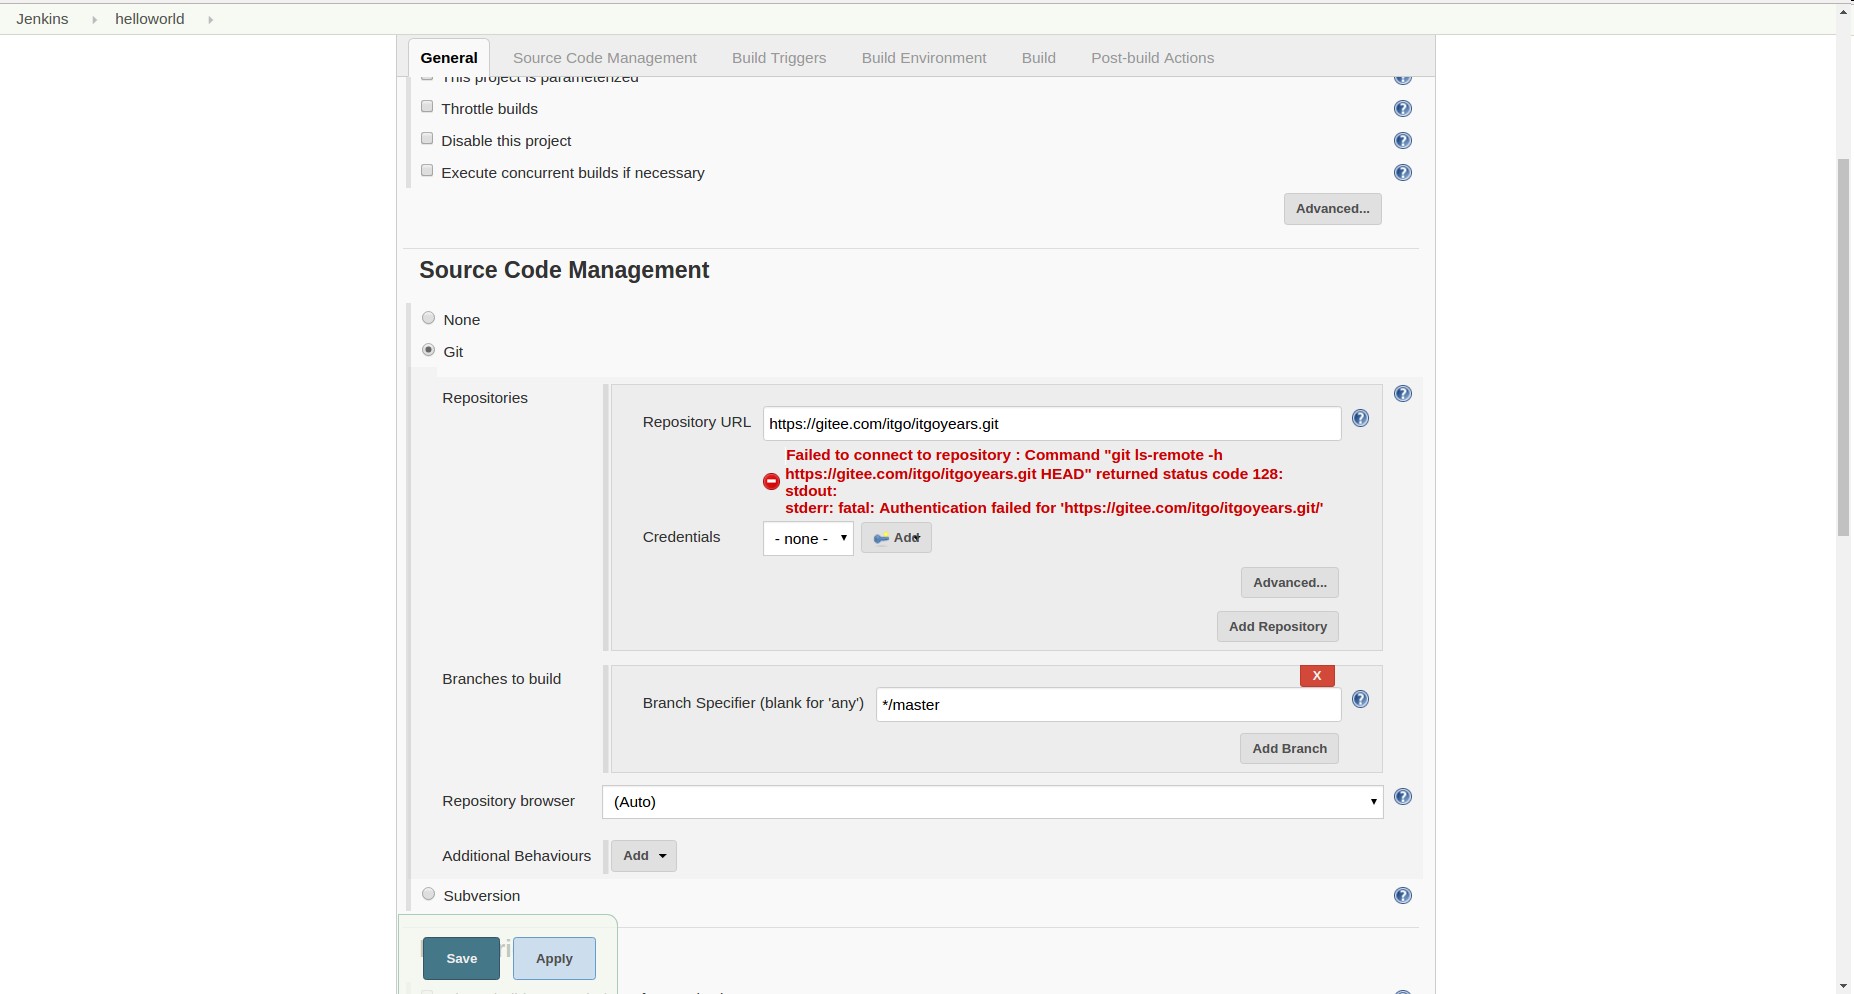 Jenkins helloworld
General Source Code Management Build Triggers Build Environment Build Post-build Actions
This project is parameterized
Throttle builds
Disable this project
Execute concurrent builds if necessary
Advanced...
Source Code Management
None
Git
Repositories
Repository URL https://gitee.com/itgo/itgoyears.git
Failed to connect to repository : Command "git ls-remote -h
https://gitee.com/itgo/itgoyears.git HEAD" returned status code 128:
stdout:
stderr: fatal: Authentication failed for 'https://gitee.com/itgo/itgoyears.git/'
Credentials - none - Add
Advanced...
Add Repository
Branches to build
X
Branch Specifier (blank for 'any') */master
Add Branch
Repository browser (Auto)
Additional Behaviours Add
Subversion
Save Apply